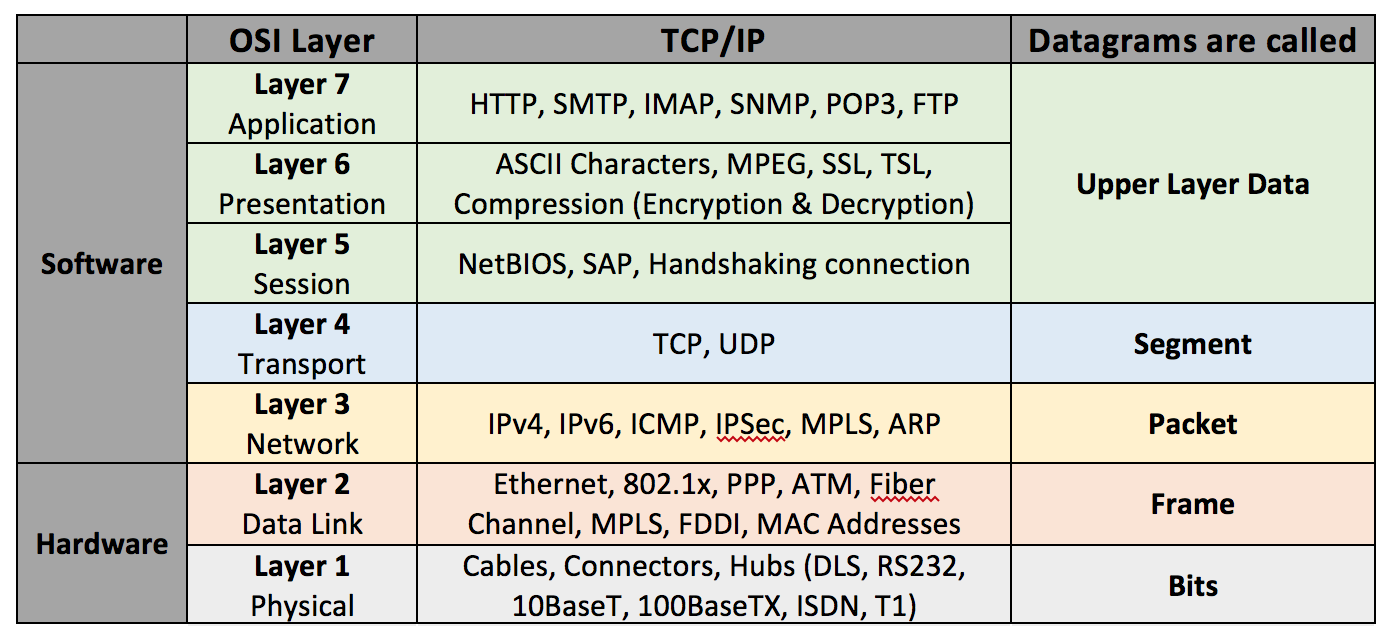 OSI Layer
TCP/IP
Datagrams are called
Software
Layer 7
Application
HTTP, SMTP, IMAP, SNMP, POP3, FTP
Upper Layer Data
Layer 6
Presentation
ASCII Characters, MPEG, SSL, TSL,
Compression (Encryption & Decryption)
Layer 5
Session
NetBIOS, SAP, Handshaking connection
Layer 4
Transport
TCP, UDP
Segment
Layer 3
Network
IPv4, IPv6, ICMP, IPSec, MPLS, ARP
Packet
Hardware
Layer 2
Data Link
Ethernet, 802.1x, PPP, ATM, Fiber
Channel, MPLS, FDDI, MAC Addresses
Frame
Layer 1
Physical
Cables, Connectors, Hubs (DLS, RS232,
10BaseT, 100BaseTX, ISDN, T1)
Bits